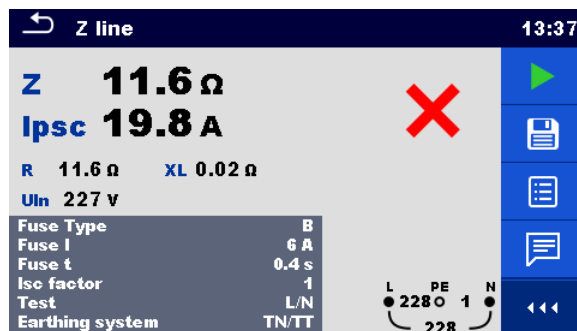 Z line 13:37
Z 11.6 Ω
Ipsc 19.8 A
R 11.6 Ω XL 0.02 Ω
Uln 227 V
Fuse Type B
Fuse I 6 A
Fuse t 0.4 s
Isc factor 1
Test L/N
Earthing system TN/TT
L PE N
228 1
228